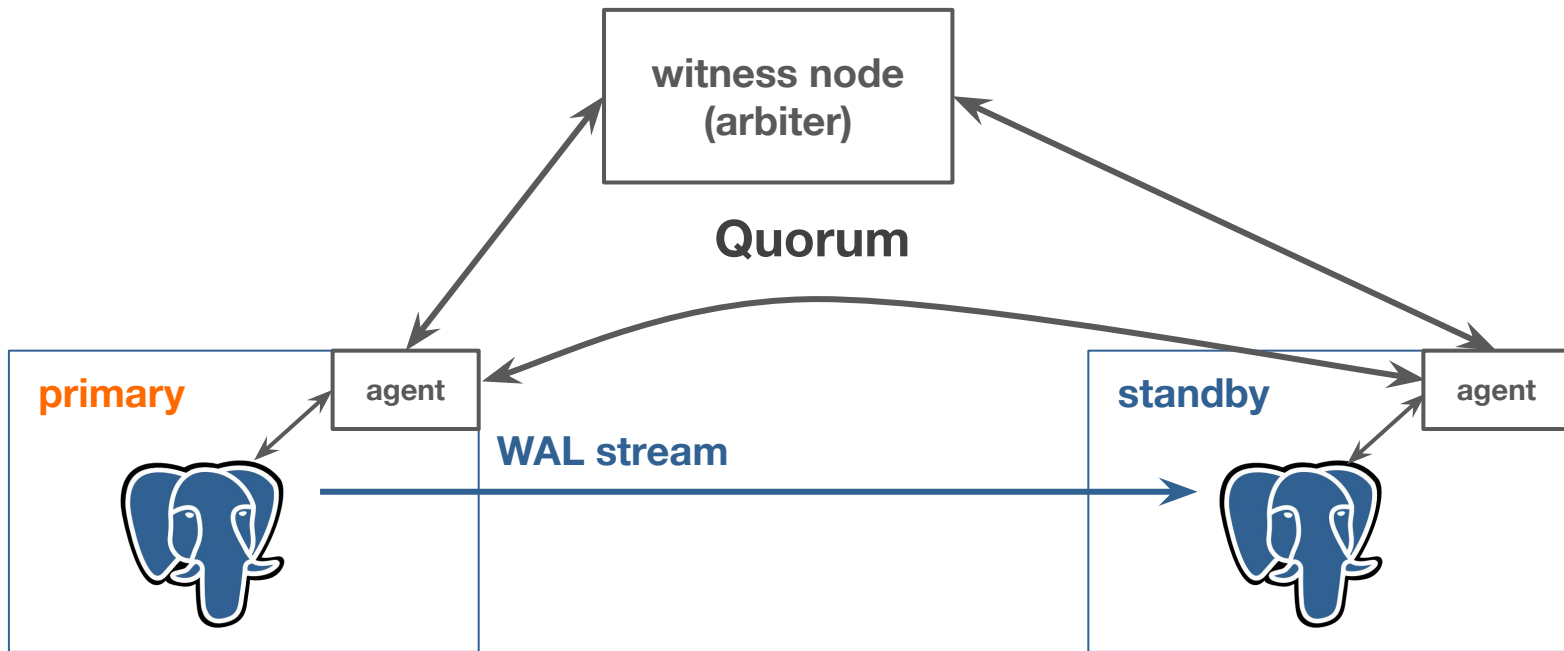 witness node
(arbiter)
Quorum
primary
agent
standby
agent
WAL stream